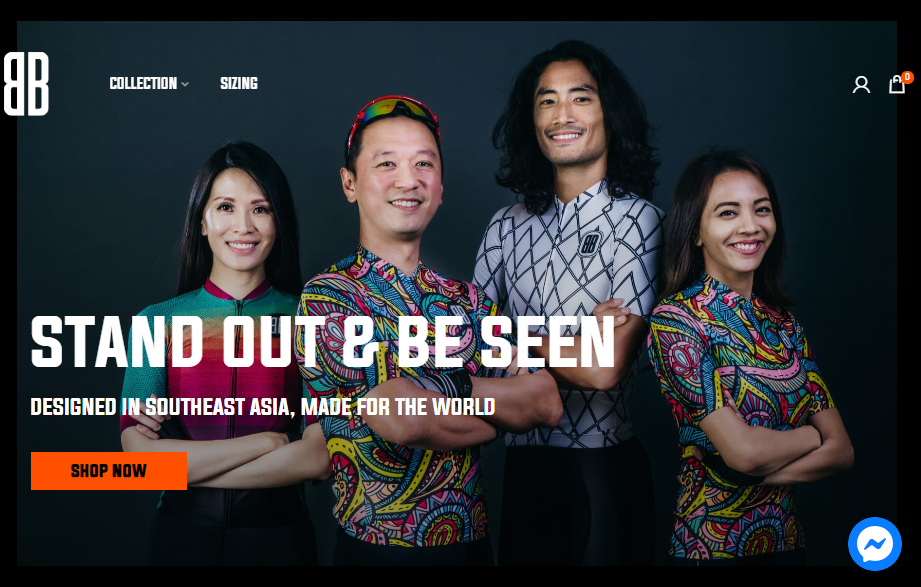 BB
COLLECTION
SIZING
0
STAND OUT & BE SEEN
DESIGNED IN SOUTHEAST ASIA, MADE FOR THE WORLD
SHOP NOW